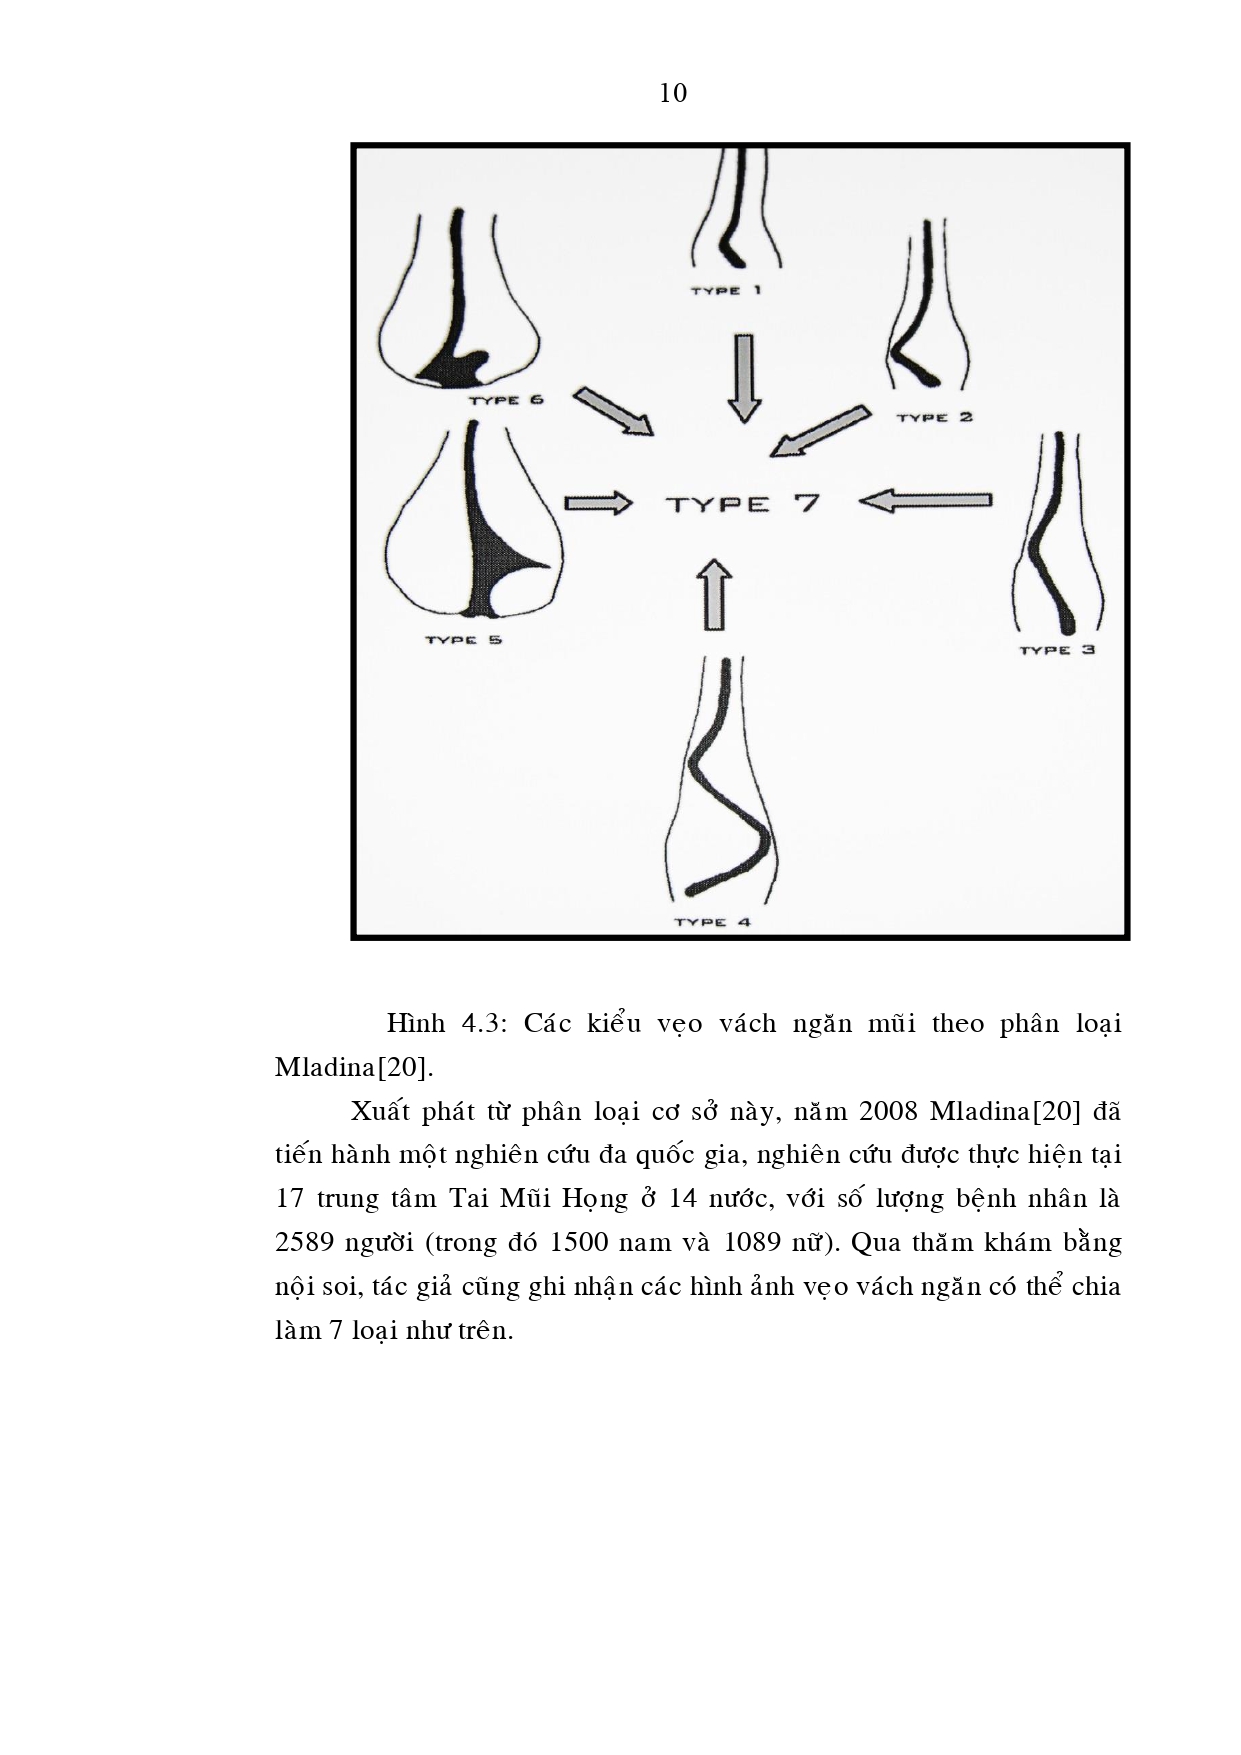 10
TYPE 1
TYPE 6
TYPE 2
TYPE 7
TYPE 5
TYPE 3
TYPE 4
Hình 4.3: Các kiểu vẹo vách ngăn mũi theo phân loại
Mladina[20].
Xuất phát từ phân loại cơ sở này, năm 2008 Mladina[20] đã
tiến hành một nghiên cứu đa quốc gia, nghiên cứu được thực hiện tại
17 trung tâm Tai Mũi Họng ở 14 nước, với số lượng bệnh nhân là
2589 người (trong đó 1500 nam và 1089 nữ). Qua thăm khám bằng
nội soi, tác giả cũng ghi nhận các hình ảnh vẹo vách ngăn có thể chia
làm 7 loại như trên.